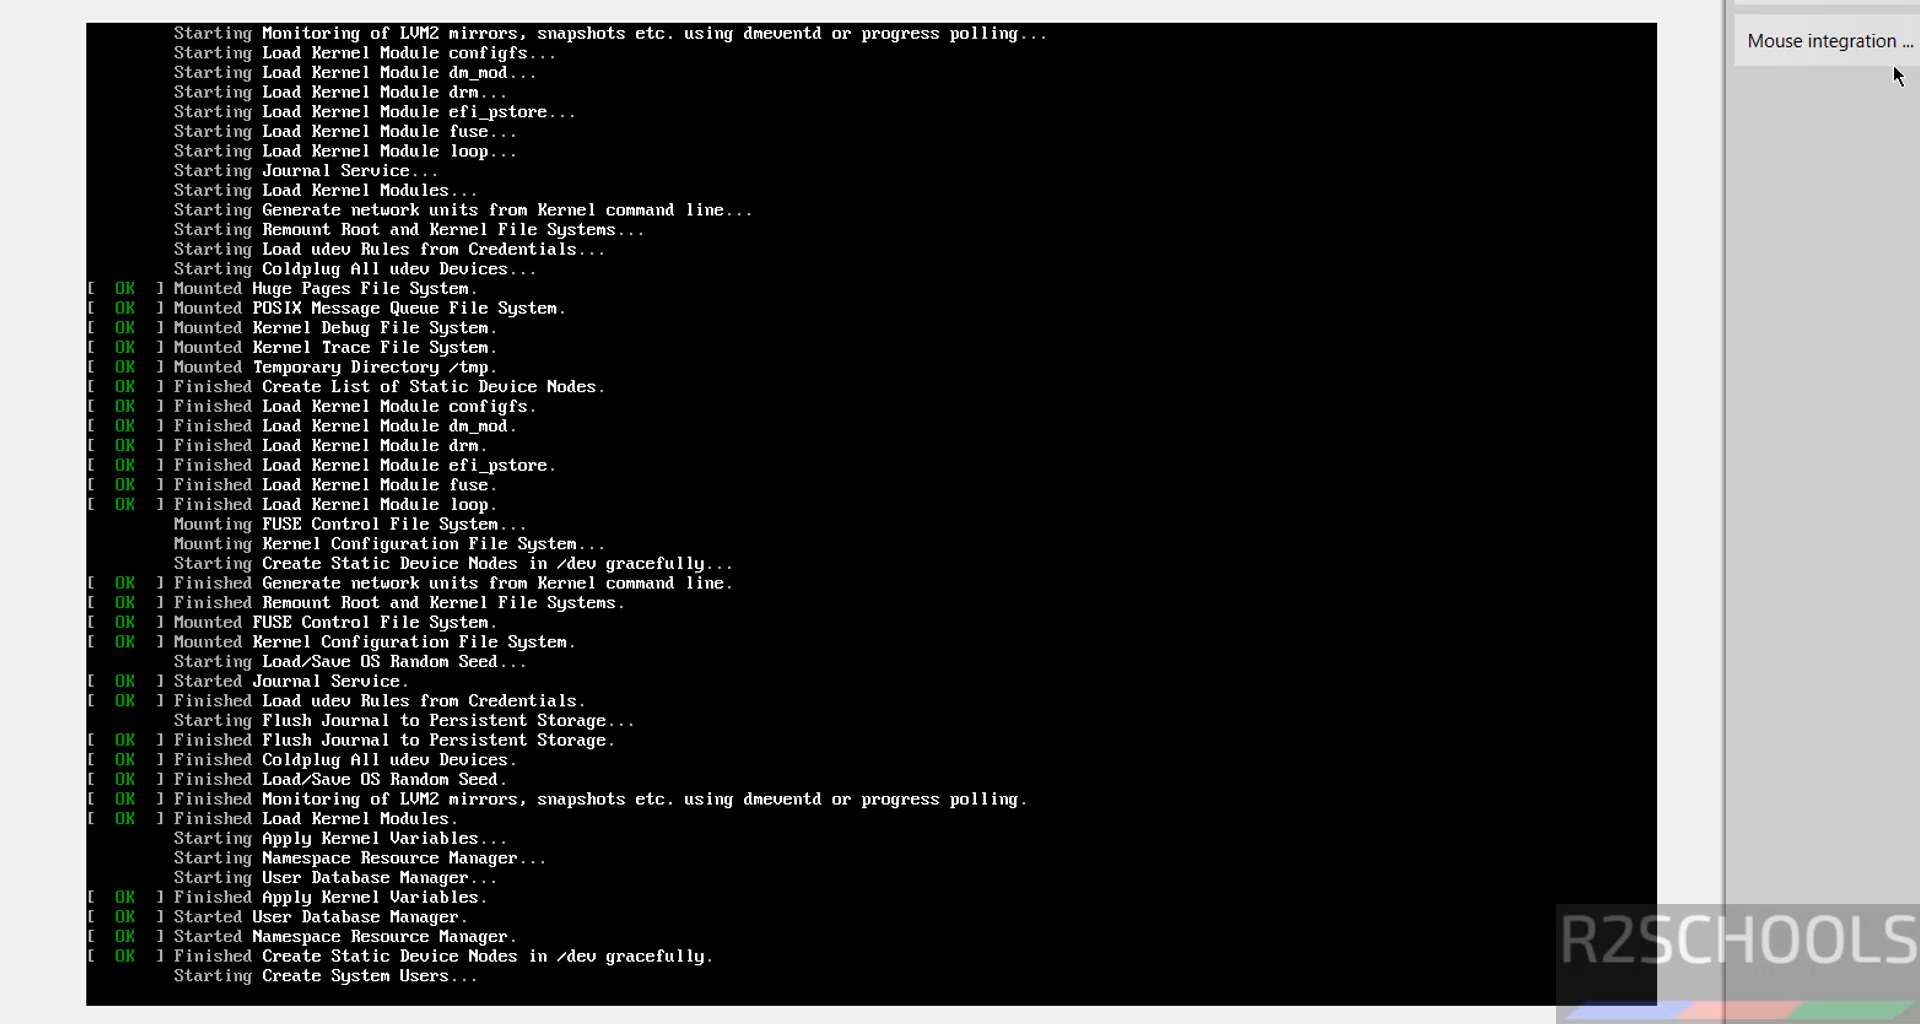 Starting Monitoring of LVM2 mirrors, snapshots etc. using dmeventd or progress polling...
Starting Load Kernel Module configfs...
Starting Load Kernel Module dm_mod...
Starting Load Kernel Module drm...
Starting Load Kernel Module efi_pstore...
Starting Load Kernel Module fuse...
Starting Load Kernel Module loop...
Starting Journal Service...
Starting Load Kernel Modules...
Starting Generate network units from Kernel command line...
Starting Remount Root and Kernel File Systems...
Starting Load udev Rules from Credentials...
Starting Coldplug All udev Devices...
[ OK ] Mounted Huge Pages File System.
[ OK ] Mounted POSIX Message Queue File System.
[ OK ] Mounted Kernel Debug File System.
[ OK ] Mounted Kernel Trace File System.
[ OK ] Mounted Temporary Directory /tmp.
[ OK ] Finished Create List of Static Device Nodes.
[ OK ] Finished Load Kernel Module configfs.
[ OK ] Finished Load Kernel Module dm_mod.
[ OK ] Finished Load Kernel Module drm.
[ OK ] Finished Load Kernel Module efi_pstore.
[ OK ] Finished Load Kernel Module fuse.
[ OK ] Finished Load Kernel Module loop.
Mounting FUSE Control File System...
Mounting Kernel Configuration File System...
Starting Create Static Device Nodes in /dev gracefully...
[ OK ] Finished Generate network units from Kernel command line.
[ OK ] Finished Remount Root and Kernel File Systems.
[ OK ] Mounted FUSE Control File System.
[ OK ] Mounted Kernel Configuration File System.
Starting Load/Save OS Random Seed...
[ OK ] Started Journal Service.
[ OK ] Finished Load udev Rules from Credentials.
Starting Flush Journal to Persistent Storage...
[ OK ] Finished Flush Journal to Persistent Storage.
[ OK ] Finished Coldplug All udev Devices.
[ OK ] Finished Load/Save OS Random Seed.
[ OK ] Finished Monitoring of LVM2 mirrors, snapshots etc. using dmeventd or progress polling.
[ OK ] Finished Load Kernel Modules.
Starting Apply Kernel Variables...
Starting Namespace Resource Manager...
Starting User Database Manager...
[ OK ] Finished Apply Kernel Variables.
[ OK ] Started User Database Manager.
[ OK ] Started Namespace Resource Manager.
[ OK ] Finished Create Static Device Nodes in /dev gracefully.
Starting Create System Users...
Mouse integration ...
R2SCHOOLS